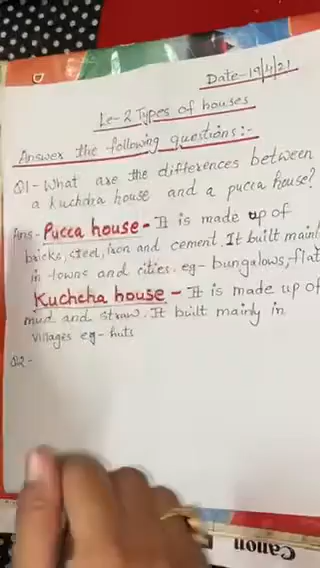 Date-19/4/21
Le-2 Types of houses
Answer the following questions:-
Q1- What are the differences between
a kuchcha house and a pucca house?
Ans- Pucca house - It is made up of
bricks, steel, iron and cement. It built mainl
in towns and cities. eg- bungalows, flat
Kuchcha house - It is made up of
mud and straw. It built mainly in
villages eg- huts
Q2-
Canon